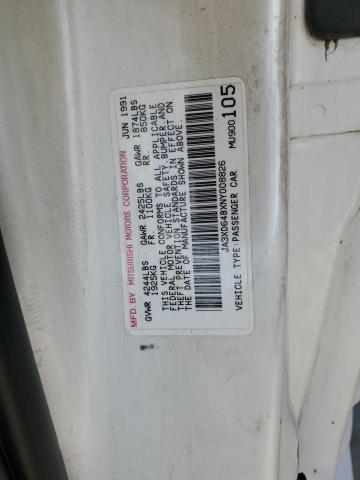 MFD. BY MITSUBISHI MOTORS CORPORATION JUN 1991
GVWR 4244LBS GAWR 2425LBS GAWR 1874LBS
1925KG FR. 1100KG RR. 850KG
THIS VEHICLE CONFORMS TO ALL APPLICABLE
FEDERAL MOTOR VEHICLE SAFETY, BUMPER, AND
THEFT PREVENTION STANDARDS IN EFFECT ON
THE DATE OF MANUFACTURE SHOWN ABOVE.
JA3XD64BVNY008826
VEHICLE TYPE: PASSENGER CAR MU900105